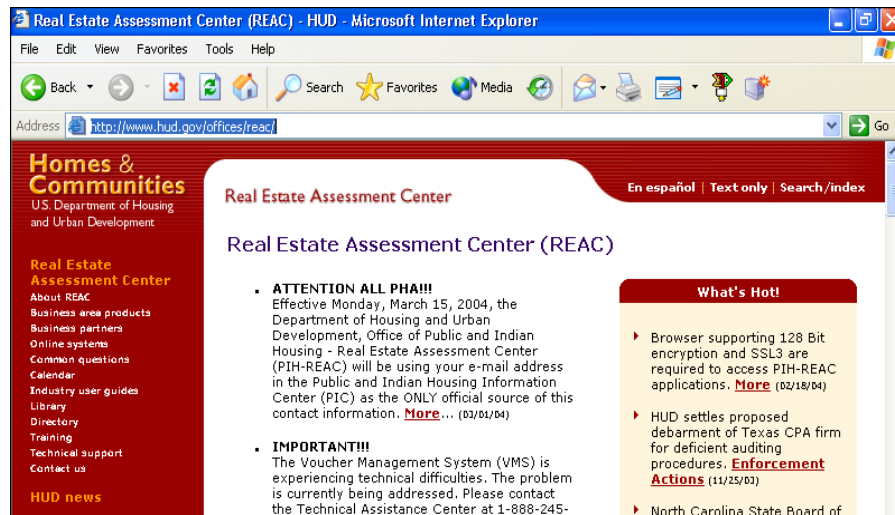 Real Estate Assessment Center (REAC) - HUD - Microsoft Internet Explorer
File Edit View Favorites Tools Help
Back Search Favorites Media
Address http://www.hud.gov/offices/reac/ Go
Homes &
Communities
U.S. Department of Housing
and Urban Development
Real Estate Assessment Center
En español | Text only | Search/index
Real Estate
Assessment Center
About REAC
Business area products
Business partners
Online systems
Common questions
Calendar
Industry user guides
Library
Directory
Training
Technical support
Contact us
HUD news
Real Estate Assessment Center (REAC)
ATTENTION ALL PHA!!!
Effective Monday, March 15, 2004, the
Department of Housing and Urban
Development, Office of Public and Indian
Housing - Real Estate Assessment Center
(PIH-REAC) will be using your e-mail address
in the Public and Indian Housing Information
Center (PIC) as the ONLY official source of this
contact information. More... (03/01/04)
IMPORTANT!!!
The Voucher Management System (VMS) is
experiencing technical difficulties. The problem
is currently being addressed. Please contact
the Technical Assistance Center at 1-888-245-
What's Hot!
Browser supporting 128 Bit
encryption and SSL3 are
required to access PIH-REAC
applications. More (02/18/04)
HUD settles proposed
debarment of Texas CPA firm
for deficient auditing
procedures. Enforcement
Actions (11/25/03)
North Carolina State Board of